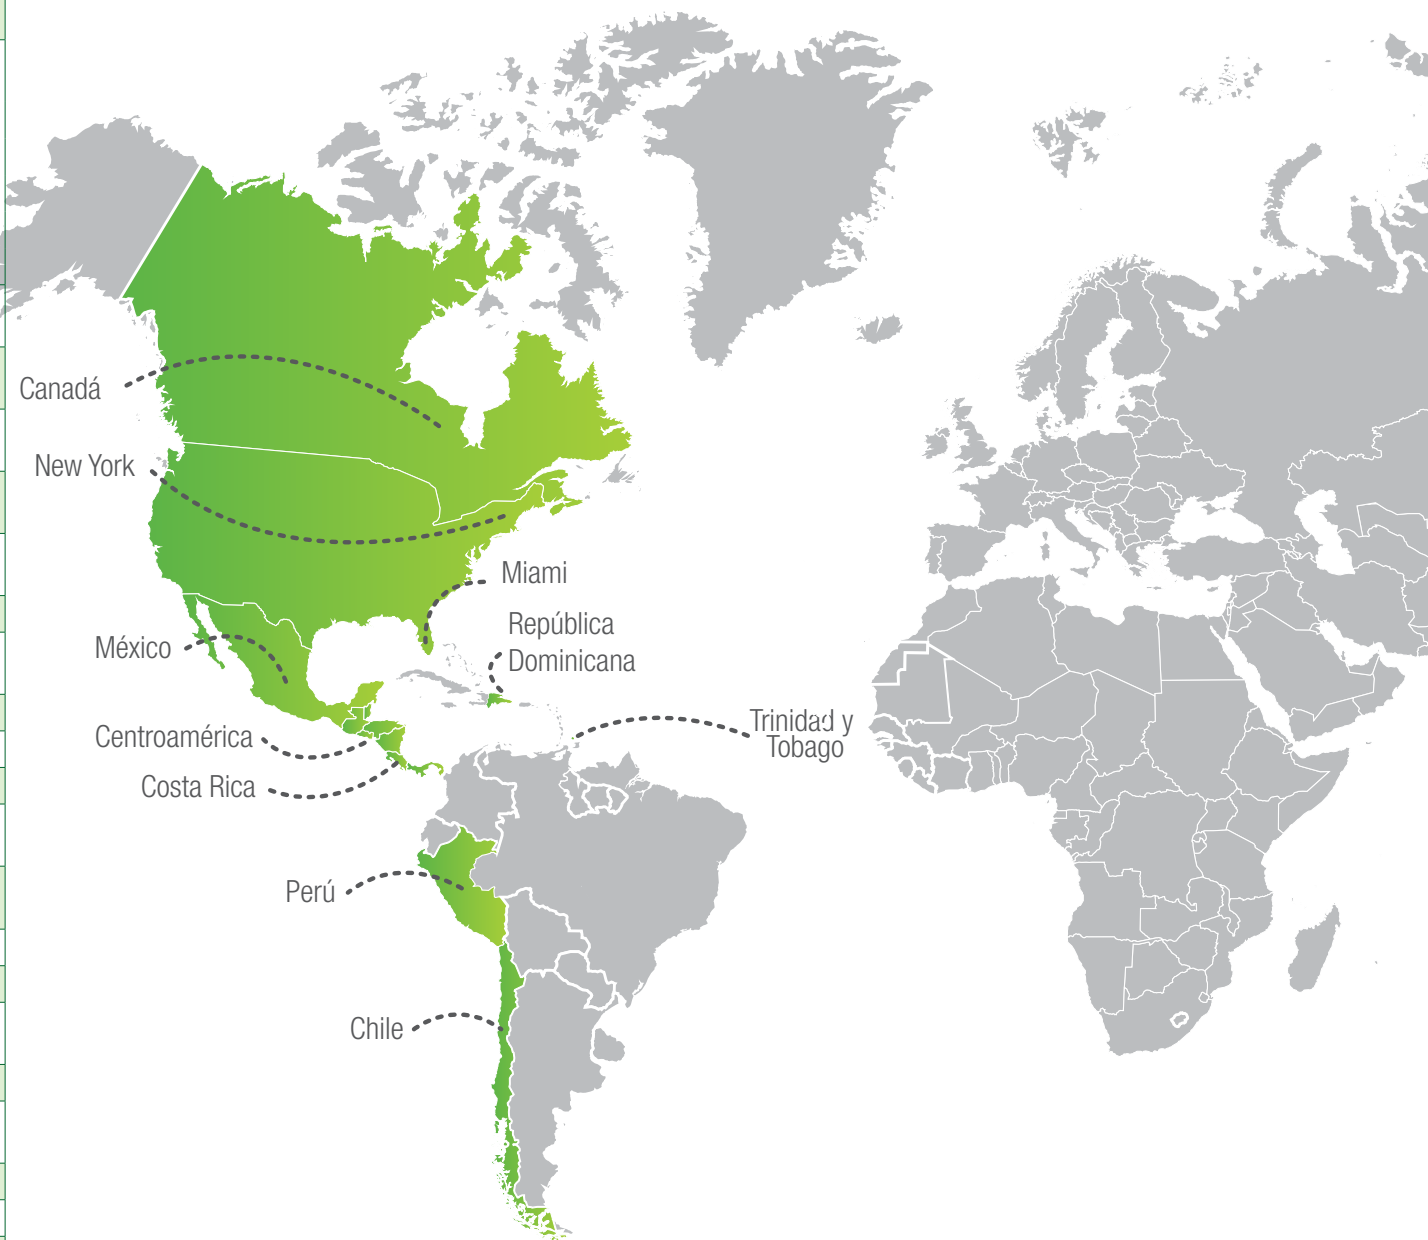 Canadá
New York
Miami
República
Dominicana
México
Trinidad y
Tobago
Centroamérica
Costa Rica
Perú
Chile